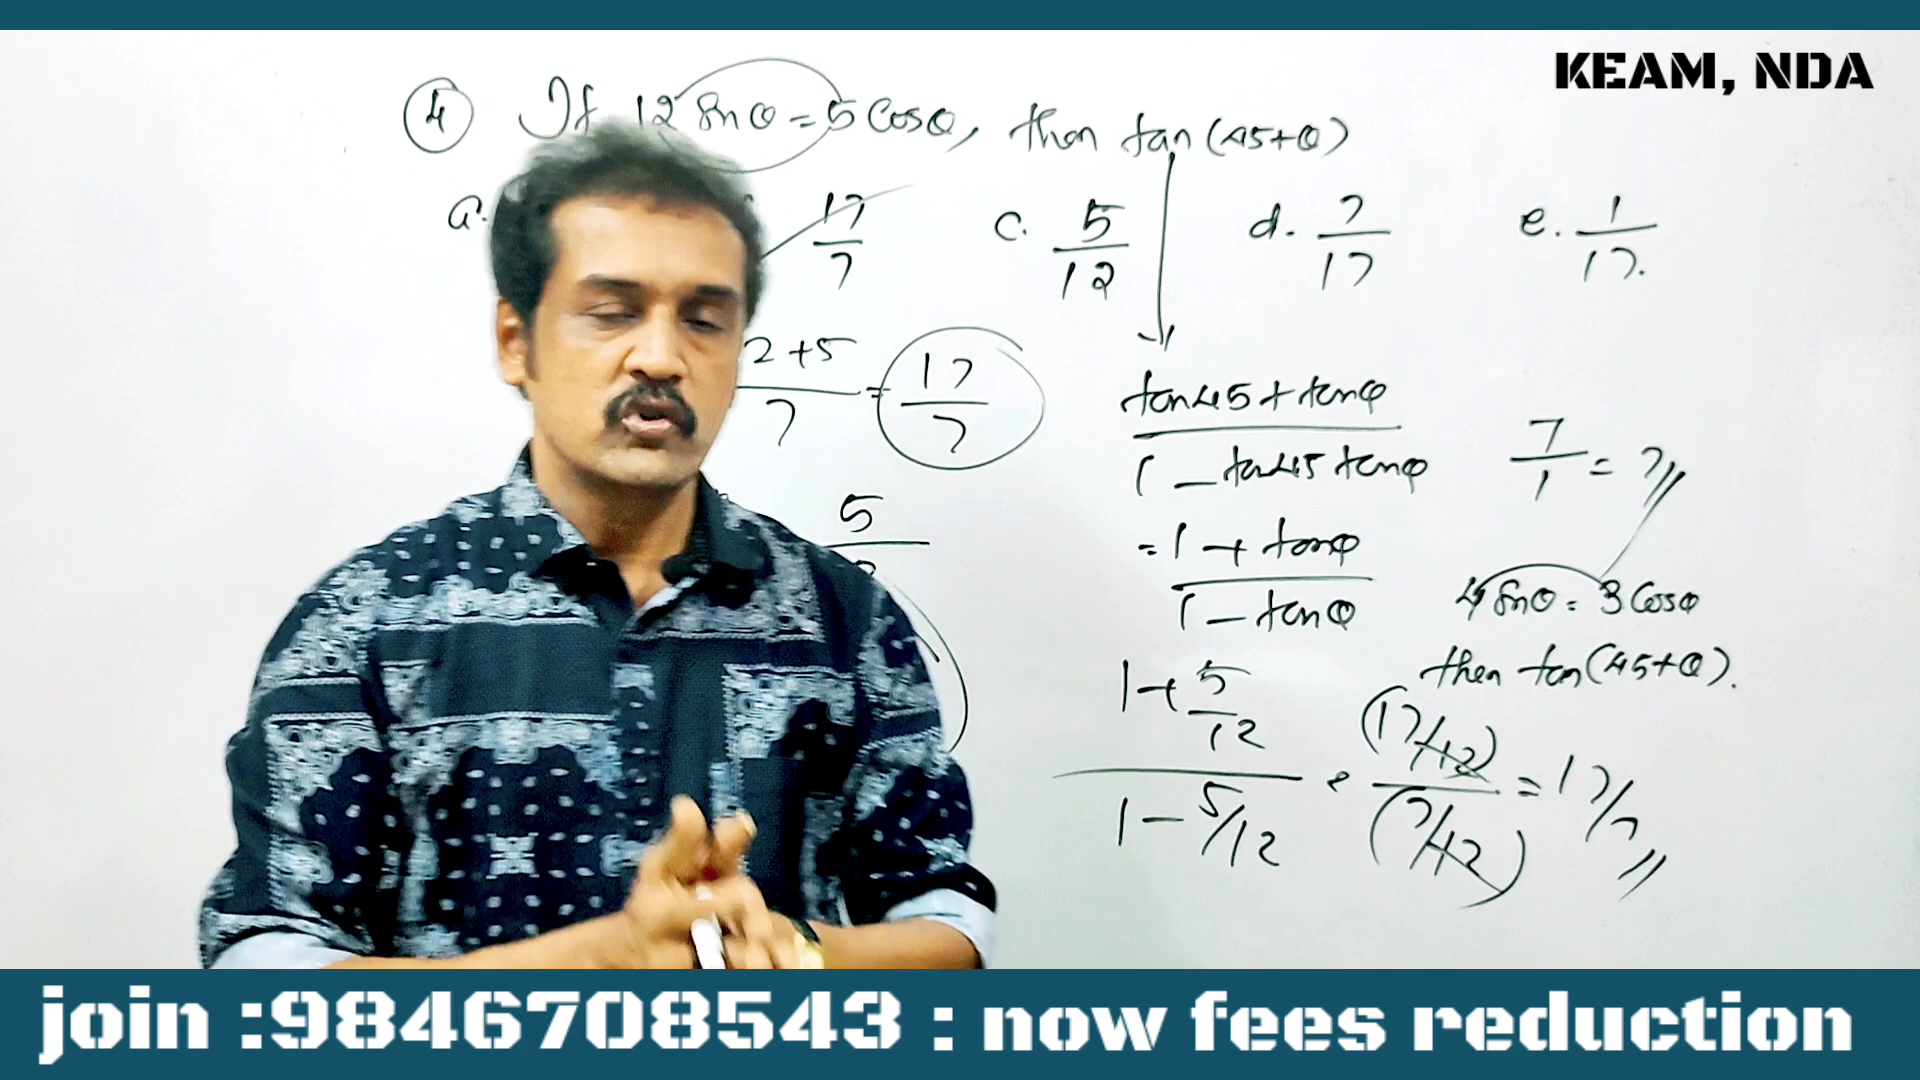 KEAM, NDA
4 If 12 sinθ = 5 cosθ, then tan(45+θ)
a. 17/7 c. 5/12 d. 7/17 e. 1/17.
2+5/7 = 17/7
5
tan45 + tanθ / 1 - tan45 tanθ
= 1 + tanθ / 1 - tanθ
1 + 5/12 / 1 - 5/12 = (17/12) / (7/12) = 17/7 //
7/1 = 7 //
4 sinθ = 3 cosθ
then tan(45+θ).
join :9846708543 : now fees reduction